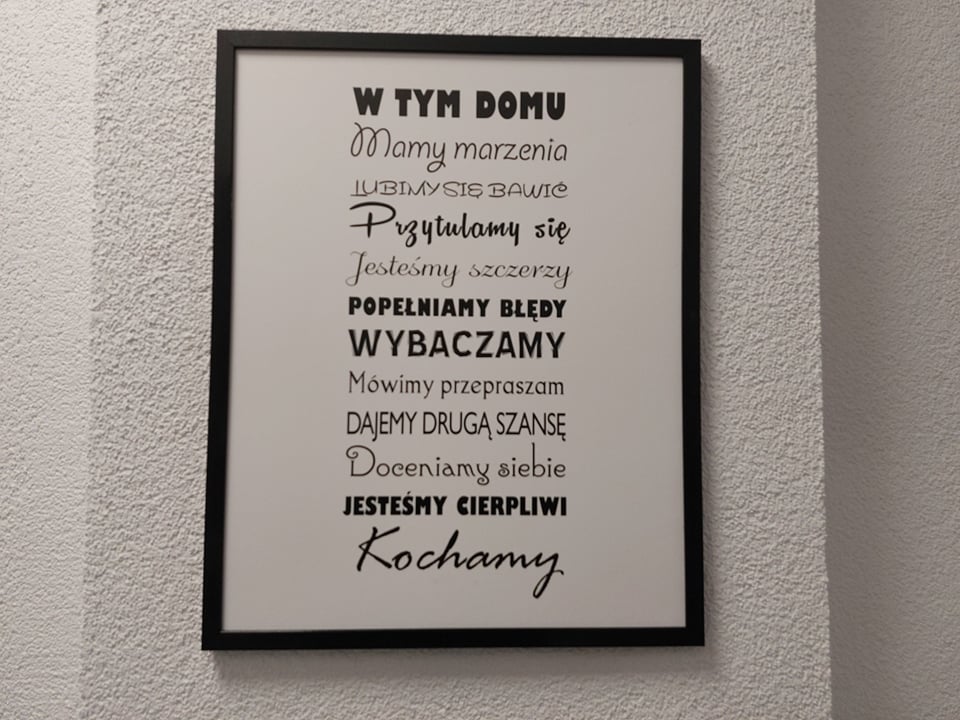 W TYM DOMU
Mamy marzenia
LUBIMY SIĘ BAWIĆ
Przytulamy się
Jesteśmy szczerzy
POPEŁNIAMY BŁĘDY
WYBACZAMY
Mówimy przepraszam
DAJEMY DRUGĄ SZANSĘ
Doceniamy siebie
JESTEŚMY CIERPLIWI
Kochamy